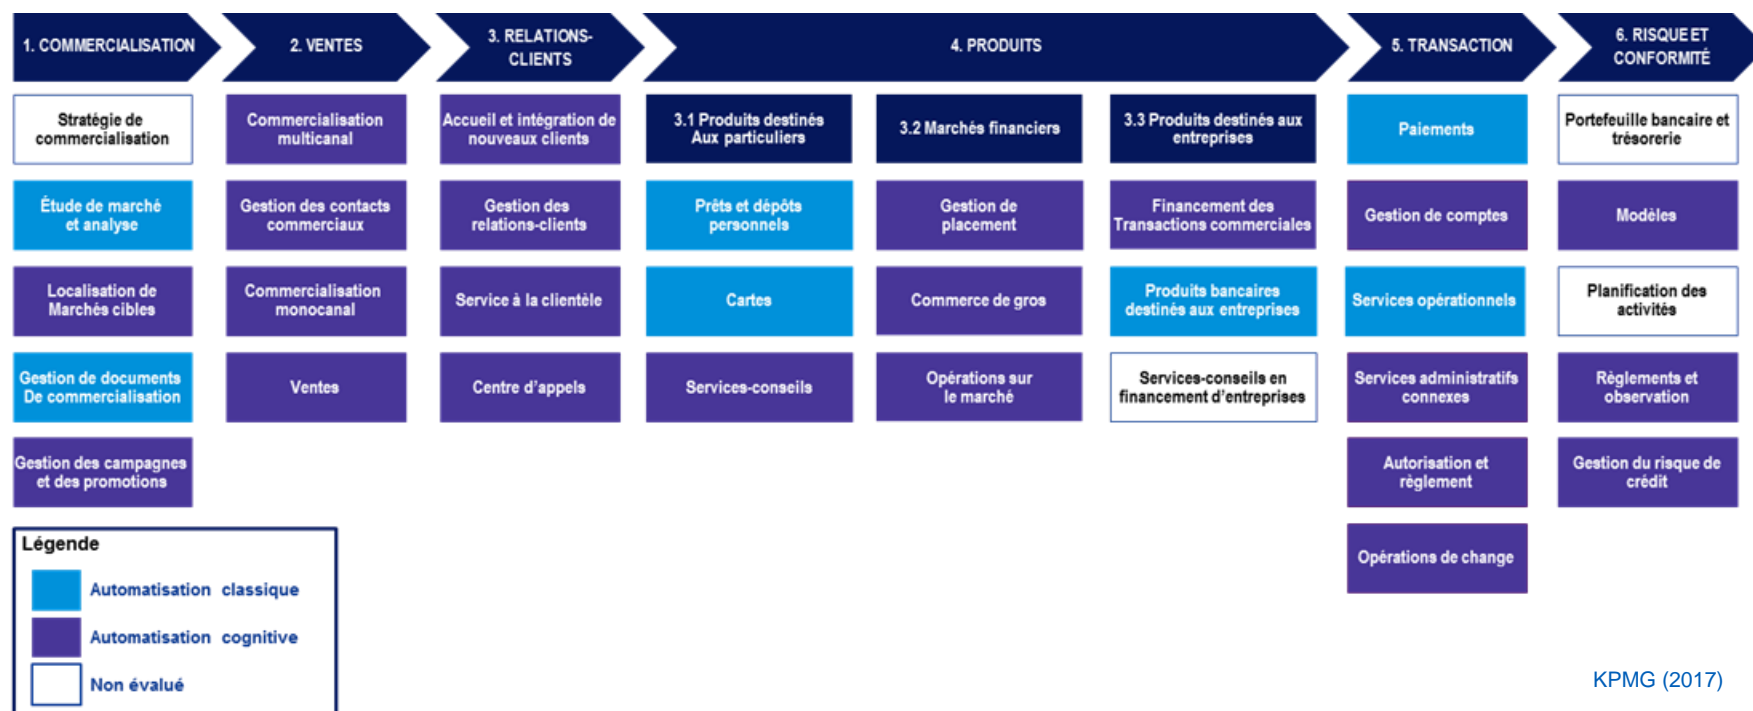 1. COMMERCIALISATION
2. VENTES
3. RELATIONS-
CLIENTS
4. PRODUITS
5. TRANSACTION
6. RISQUE ET
CONFORMITÉ
Stratégie de
commercialisation
Étude de marché
et analyse
Localisation de
Marchés cibles
Gestion de documents
De commercialisation
Gestion des campagnes
et des promotions
Commercialisation
multicanal
Gestion des contacts
commerciaux
Commercialisation
monocanal
Ventes
Accueil et intégration de
nouveaux clients
Gestion des
relations-clients
Service à la clientèle
Centre d'appels
3.1 Produits destinés
Aux particuliers
Prêts et dépôts
personnels
Cartes
Services-conseils
3.2 Marchés financiers
Gestion de
placement
Commerce de gros
Opérations sur
le marché
3.3 Produits destinés aux
entreprises
Financement des
Transactions commerciales
Produits bancaires
destinés aux entreprises
Services-conseils en
financement d'entreprises
Paiements
Gestion de comptes
Services opérationnels
Services administratifs
connexes
Autorisation et
règlement
Opérations de change
Portefeuille bancaire et
trésorerie
Modèles
Planification des
activités
Règlements et
observation
Gestion du risque de
crédit
Légende
Automatisation classique
Automatisation cognitive
Non évalué
KPMG (2017)